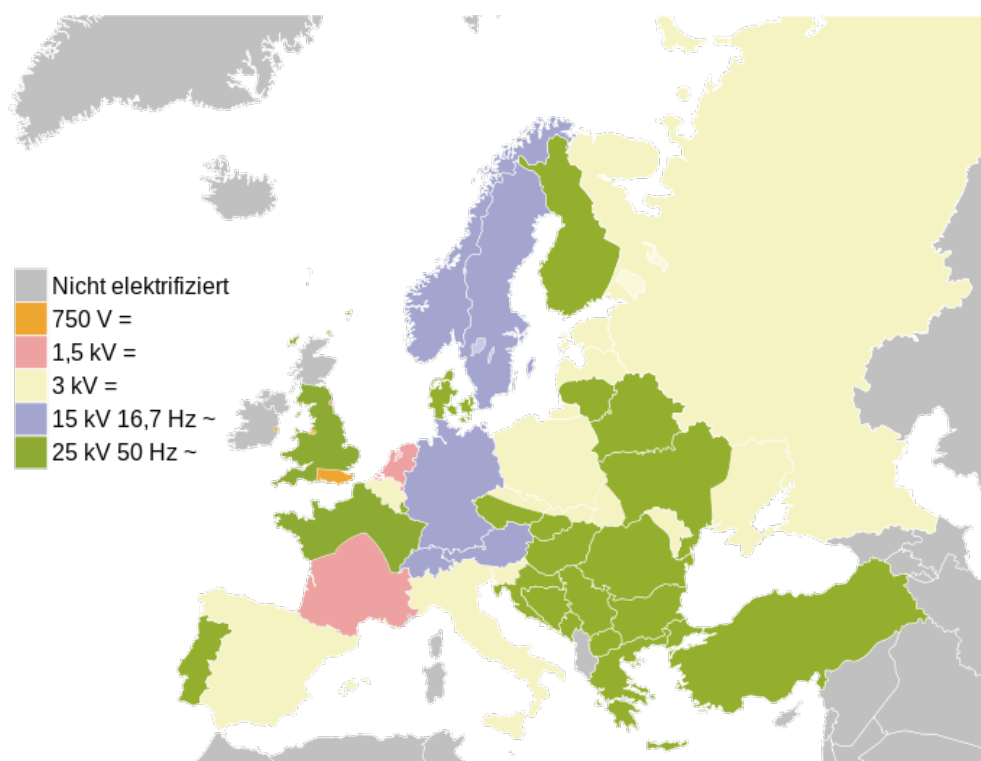 Nicht elektrifiziert
750 V =
1,5 kV =
3 kV =
15 kV 16,7 Hz ~
25 kV 50 Hz ~